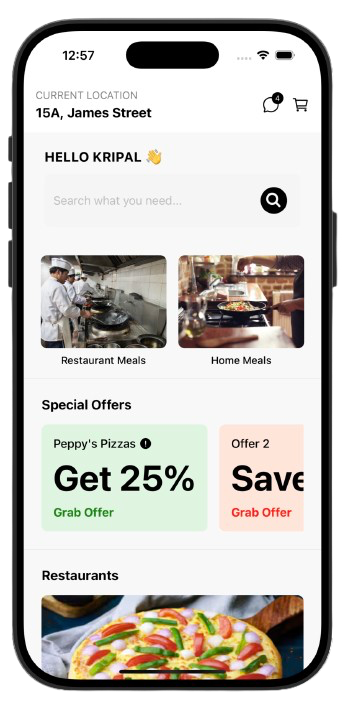 12:57
CURRENT LOCATION
15A, James Street
4
HELLO KRIPAL 👋
Search what you need...
Restaurant Meals
Home Meals
Special Offers
Peppy's Pizzas
Get 25%
Grab Offer
Offer 2
Save
Grab Offer
Restaurants